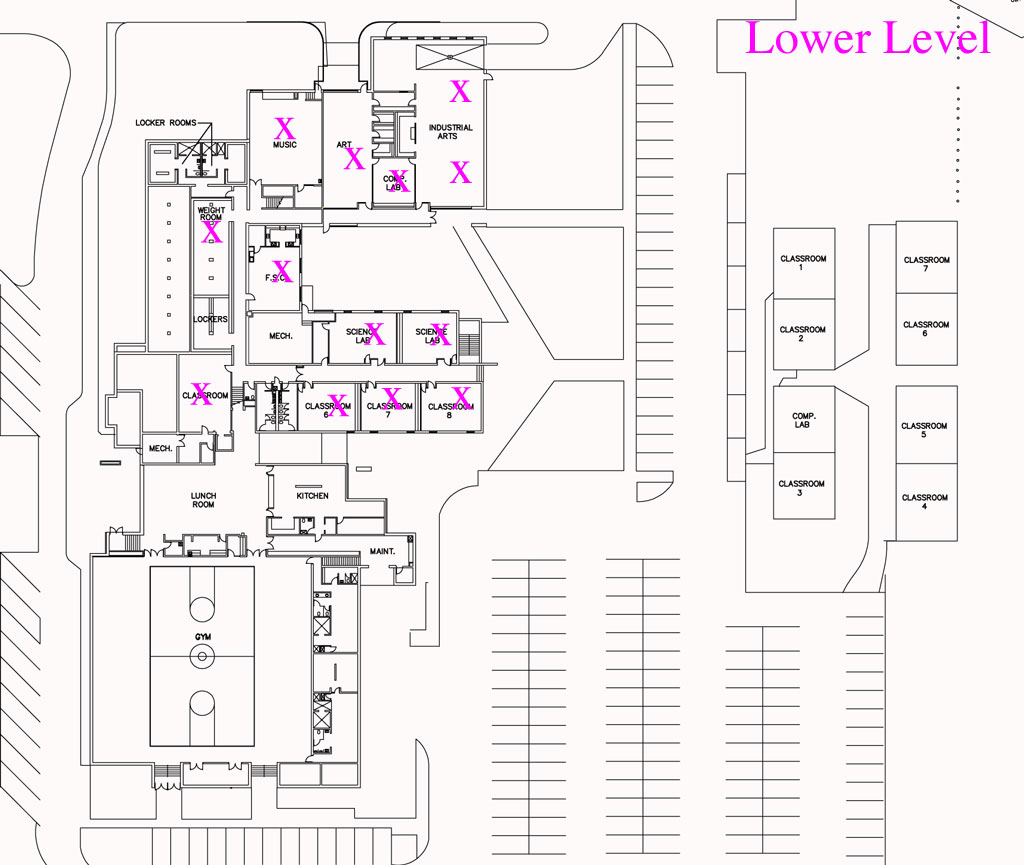 Lower Level
LOCKER ROOMS
X
MUSIC
X
ART
X
X
INDUSTRIAL
ARTS
X
COMP.
LAB
X
WEIGHT
ROOM
X
F.S.C.
X
LOCKERS
MECH.
SCIENCE
LAB
X
SCIENCE
LAB
X
CLASSROOM
X
CLASSROOM
6
X
CLASSROOM
7
X
CLASSROOM
8
X
MECH.
LUNCH
ROOM
KITCHEN
MAINT.
GYM
CLASSROOM
1
CLASSROOM
2
COMP.
LAB
CLASSROOM
3
CLASSROOM
7
CLASSROOM
6
CLASSROOM
5
CLASSROOM
4